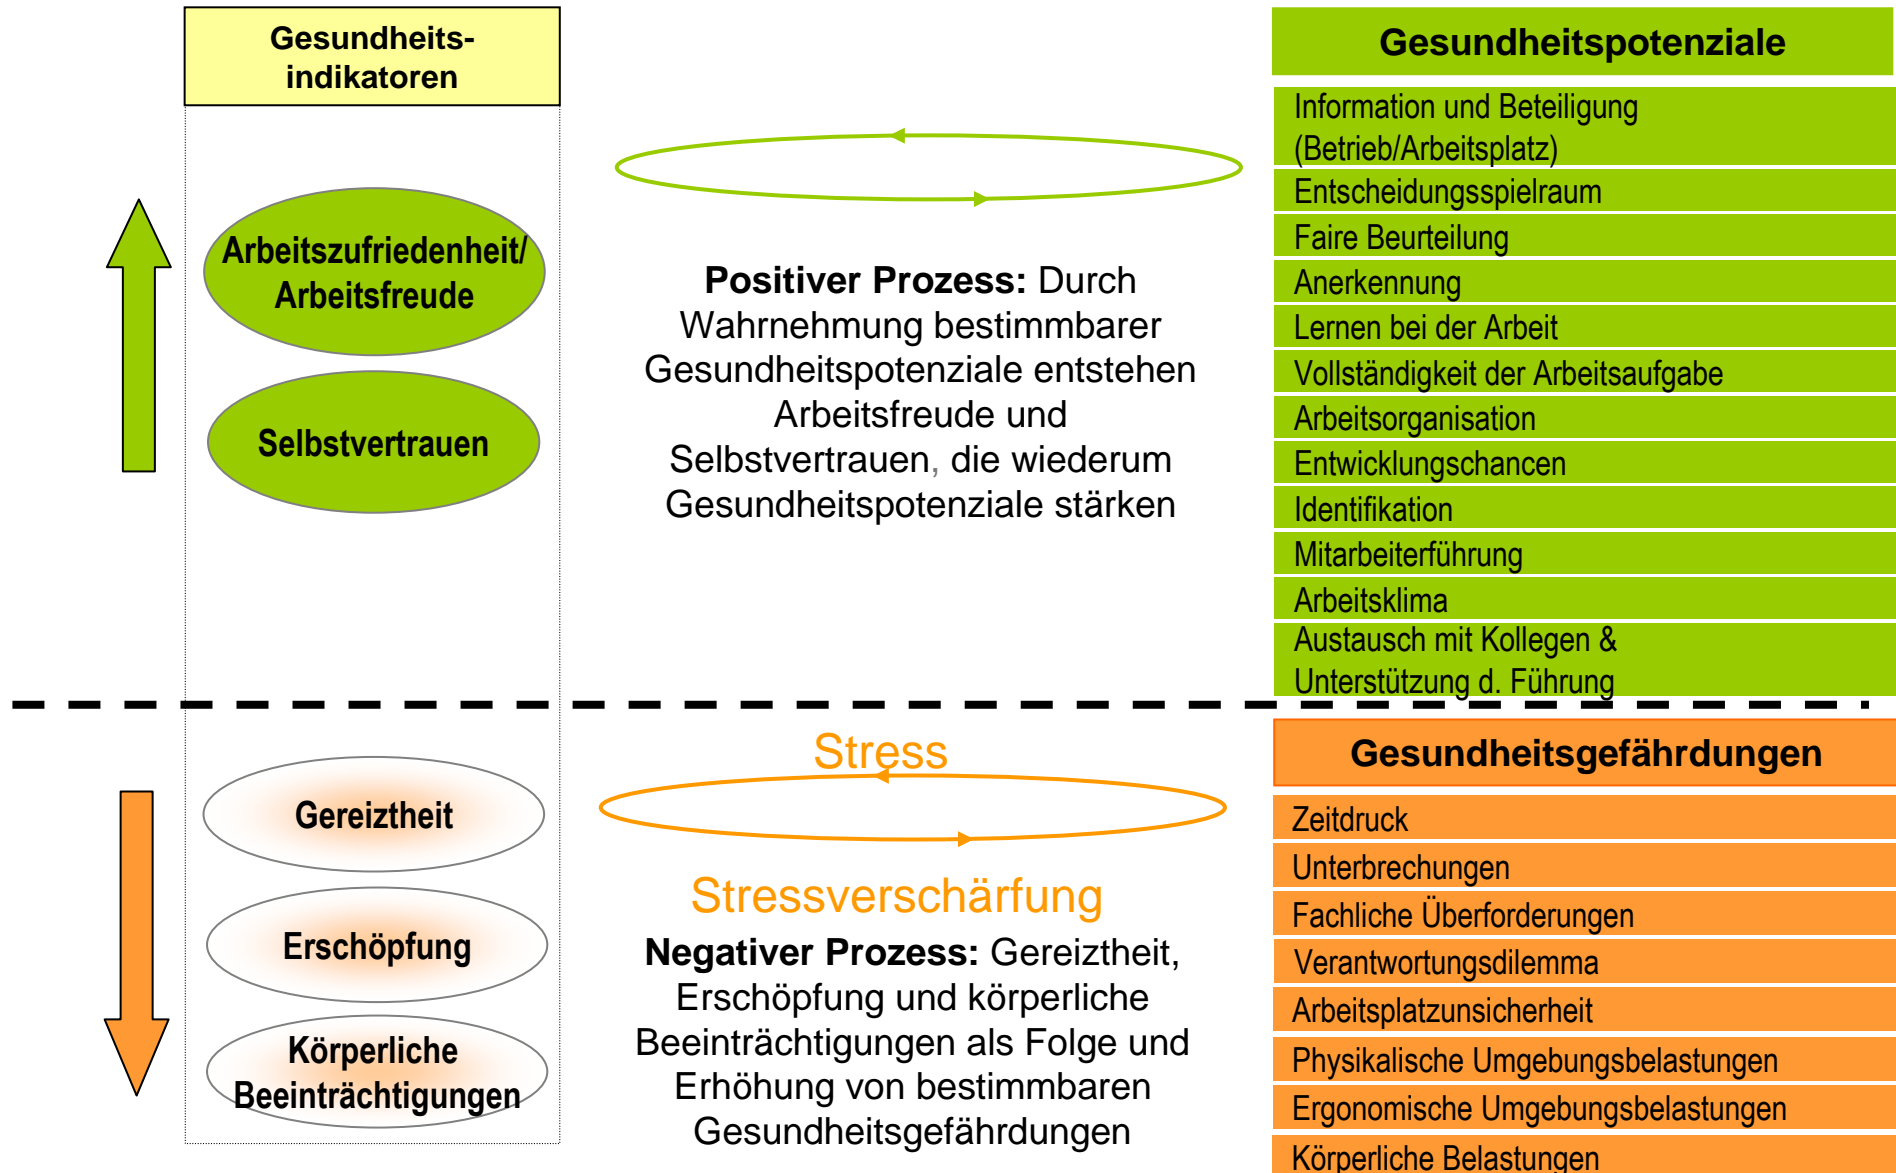 Gesundheits-
indikatoren
Arbeitszufriedenheit/
Arbeitsfreude
Selbstvertrauen
Positiver Prozess: Durch
Wahrnehmung bestimmbarer
Gesundheitspotenziale entstehen
Arbeitsfreude und
Selbstvertrauen, die wiederum
Gesundheitspotenziale stärken
Gesundheitspotenziale
Information und Beteiligung
(Betrieb/Arbeitsplatz)
Entscheidungsspielraum
Faire Beurteilung
Anerkennung
Lernen bei der Arbeit
Vollständigkeit der Arbeitsaufgabe
Arbeitsorganisation
Entwicklungschancen
Identifikation
Mitarbeiterführung
Arbeitsklima
Austausch mit Kollegen &
Unterstützung d. Führung
Gereiztheit
Erschöpfung
Körperliche
Beeinträchtigungen
Stress
Stressverschärfung
Negativer Prozess: Gereiztheit,
Erschöpfung und körperliche
Beeinträchtigungen als Folge und
Erhöhung von bestimmbaren
Gesundheitsgefährdungen
Gesundheitsgefährdungen
Zeitdruck
Unterbrechungen
Fachliche Überforderungen
Verantwortungsdilemma
Arbeitsplatzunsicherheit
Physikalische Umgebungsbelastungen
Ergonomische Umgebungsbelastungen
Körperliche Belastungen